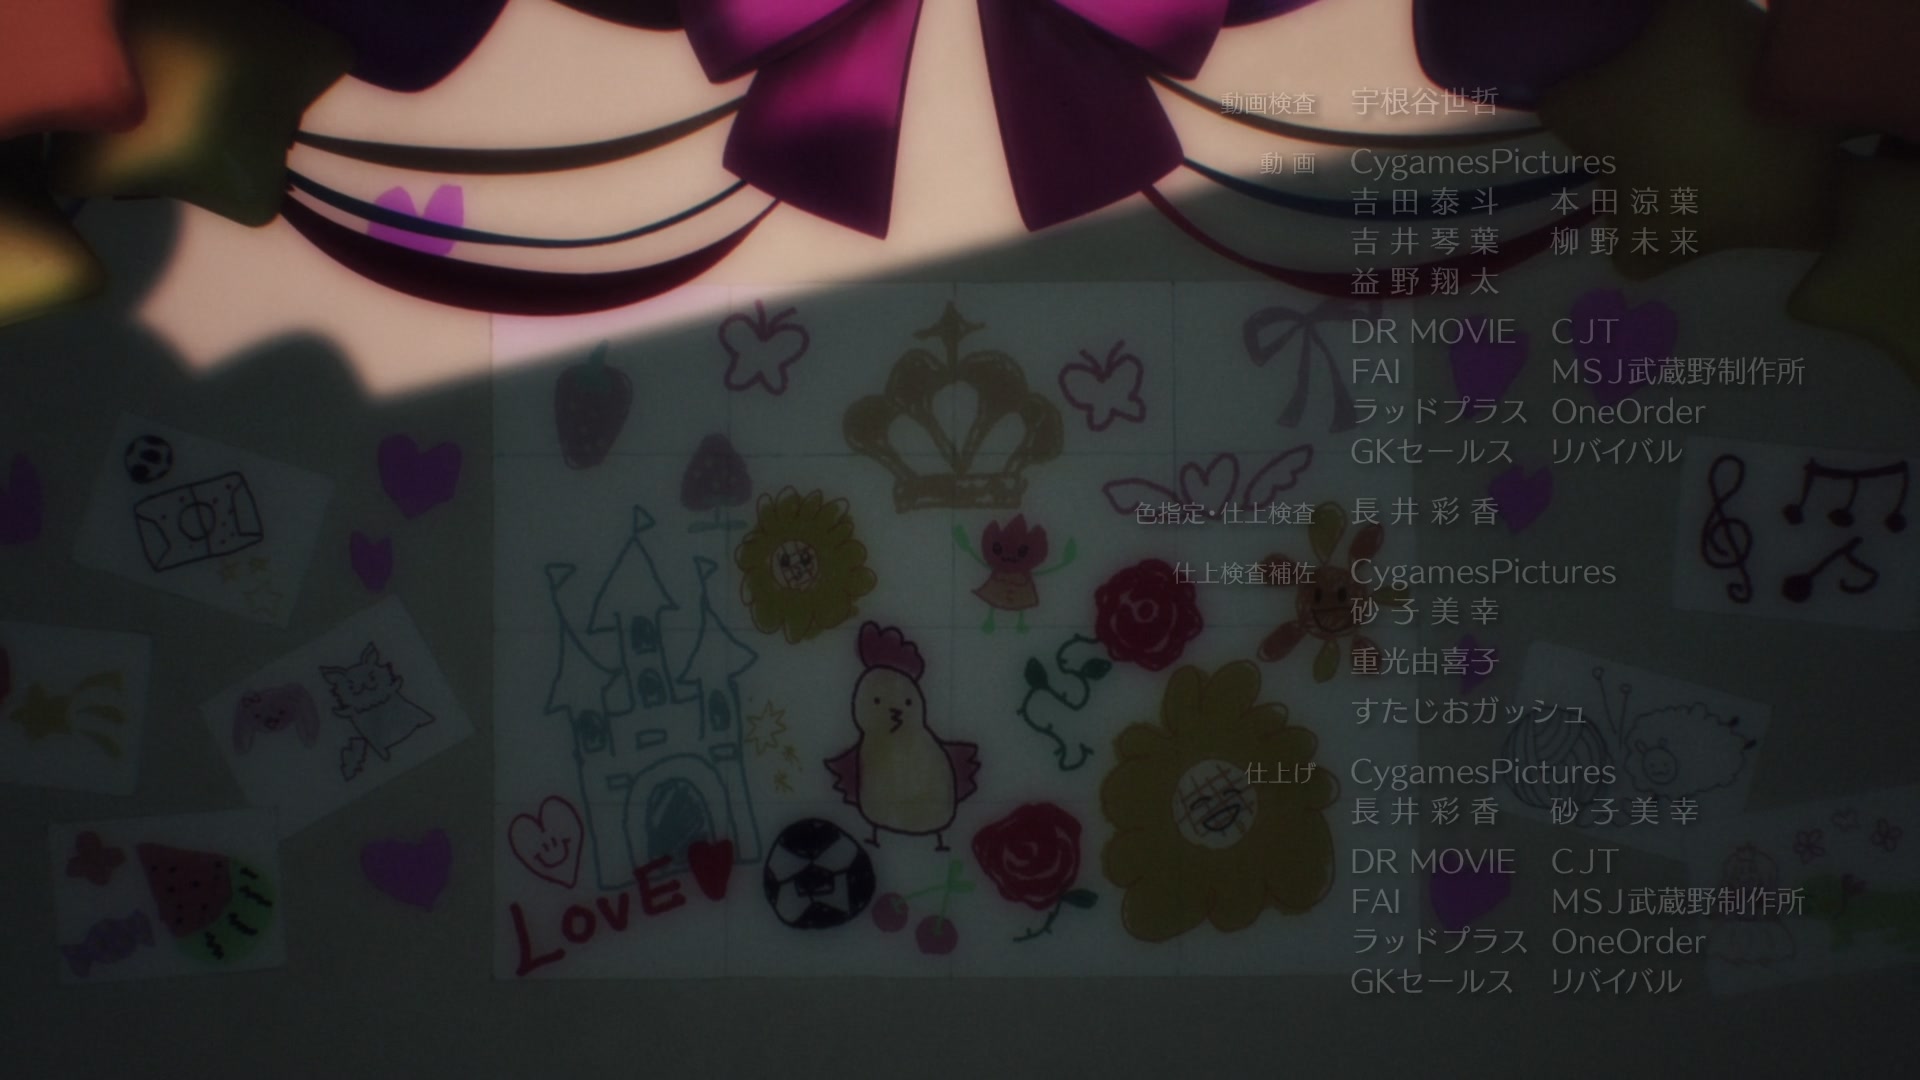 動画検査 宇根谷世哲
動画 CygamesPictures
吉田泰斗 本田涼葉
吉井琴葉 柳野未来
益野翔太
DR MOVIE CJT
FAI MSJ武蔵野制作所
ラッドプラス OneOrder
GKセールス リバイバル
色指定・仕上検査 長井彩香
仕上検査補佐 CygamesPictures
砂子美幸
重光由喜子
すたじおガッシュ
仕上げ CygamesPictures
長井彩香 砂子美幸
DR MOVIE CJT
FAI MSJ武蔵野制作所
ラッドプラス OneOrder
GKセールス リバイバル
LOVE